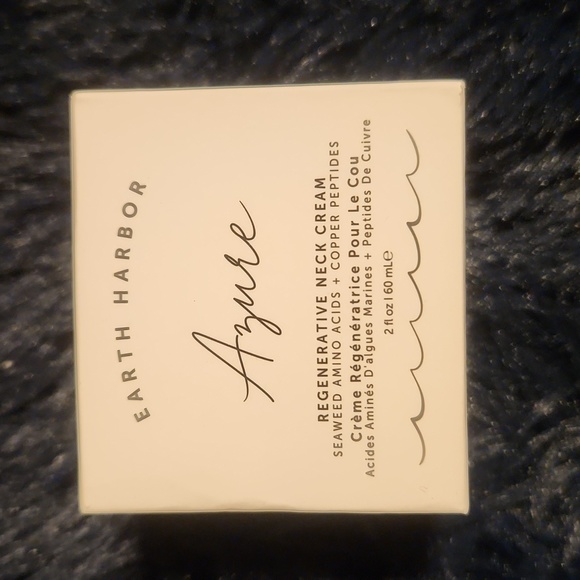 EARTH HARBOR
Azure
REGENERATIVE NECK CREAM
SEAWEED AMINO ACIDS + COPPER PEPTIDES
Crème Régénératrice Pour Le Cou
Acides Aminés D'algues Marines + Peptides De Cuivre
2 fl oz I 60 mL℮